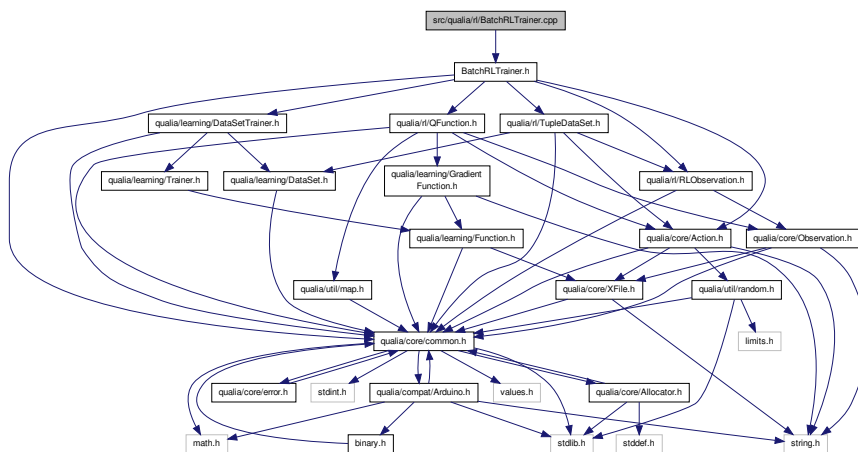 src/qualia/rl/BatchRLTrainer.cpp
BatchRLTrainer.h
qualia/learning/DataSetTrainer.h
qualia/rl/QFunction.h
qualia/rl/TupleDataSet.h
qualia/learning/Trainer.h
qualia/learning/DataSet.h
qualia/learning/Gradient
Function.h
qualia/rl/RLObservation.h
qualia/learning/Function.h
qualia/core/Action.h
qualia/core/Observation.h
qualia/util/map.h
qualia/core/XFile.h
qualia/util/random.h
qualia/core/common.h
limits.h
qualia/core/error.h
stdint.h
qualia/compat/Arduino.h
values.h
qualia/core/Allocator.h
math.h
binary.h
stdlib.h
stddef.h
string.h